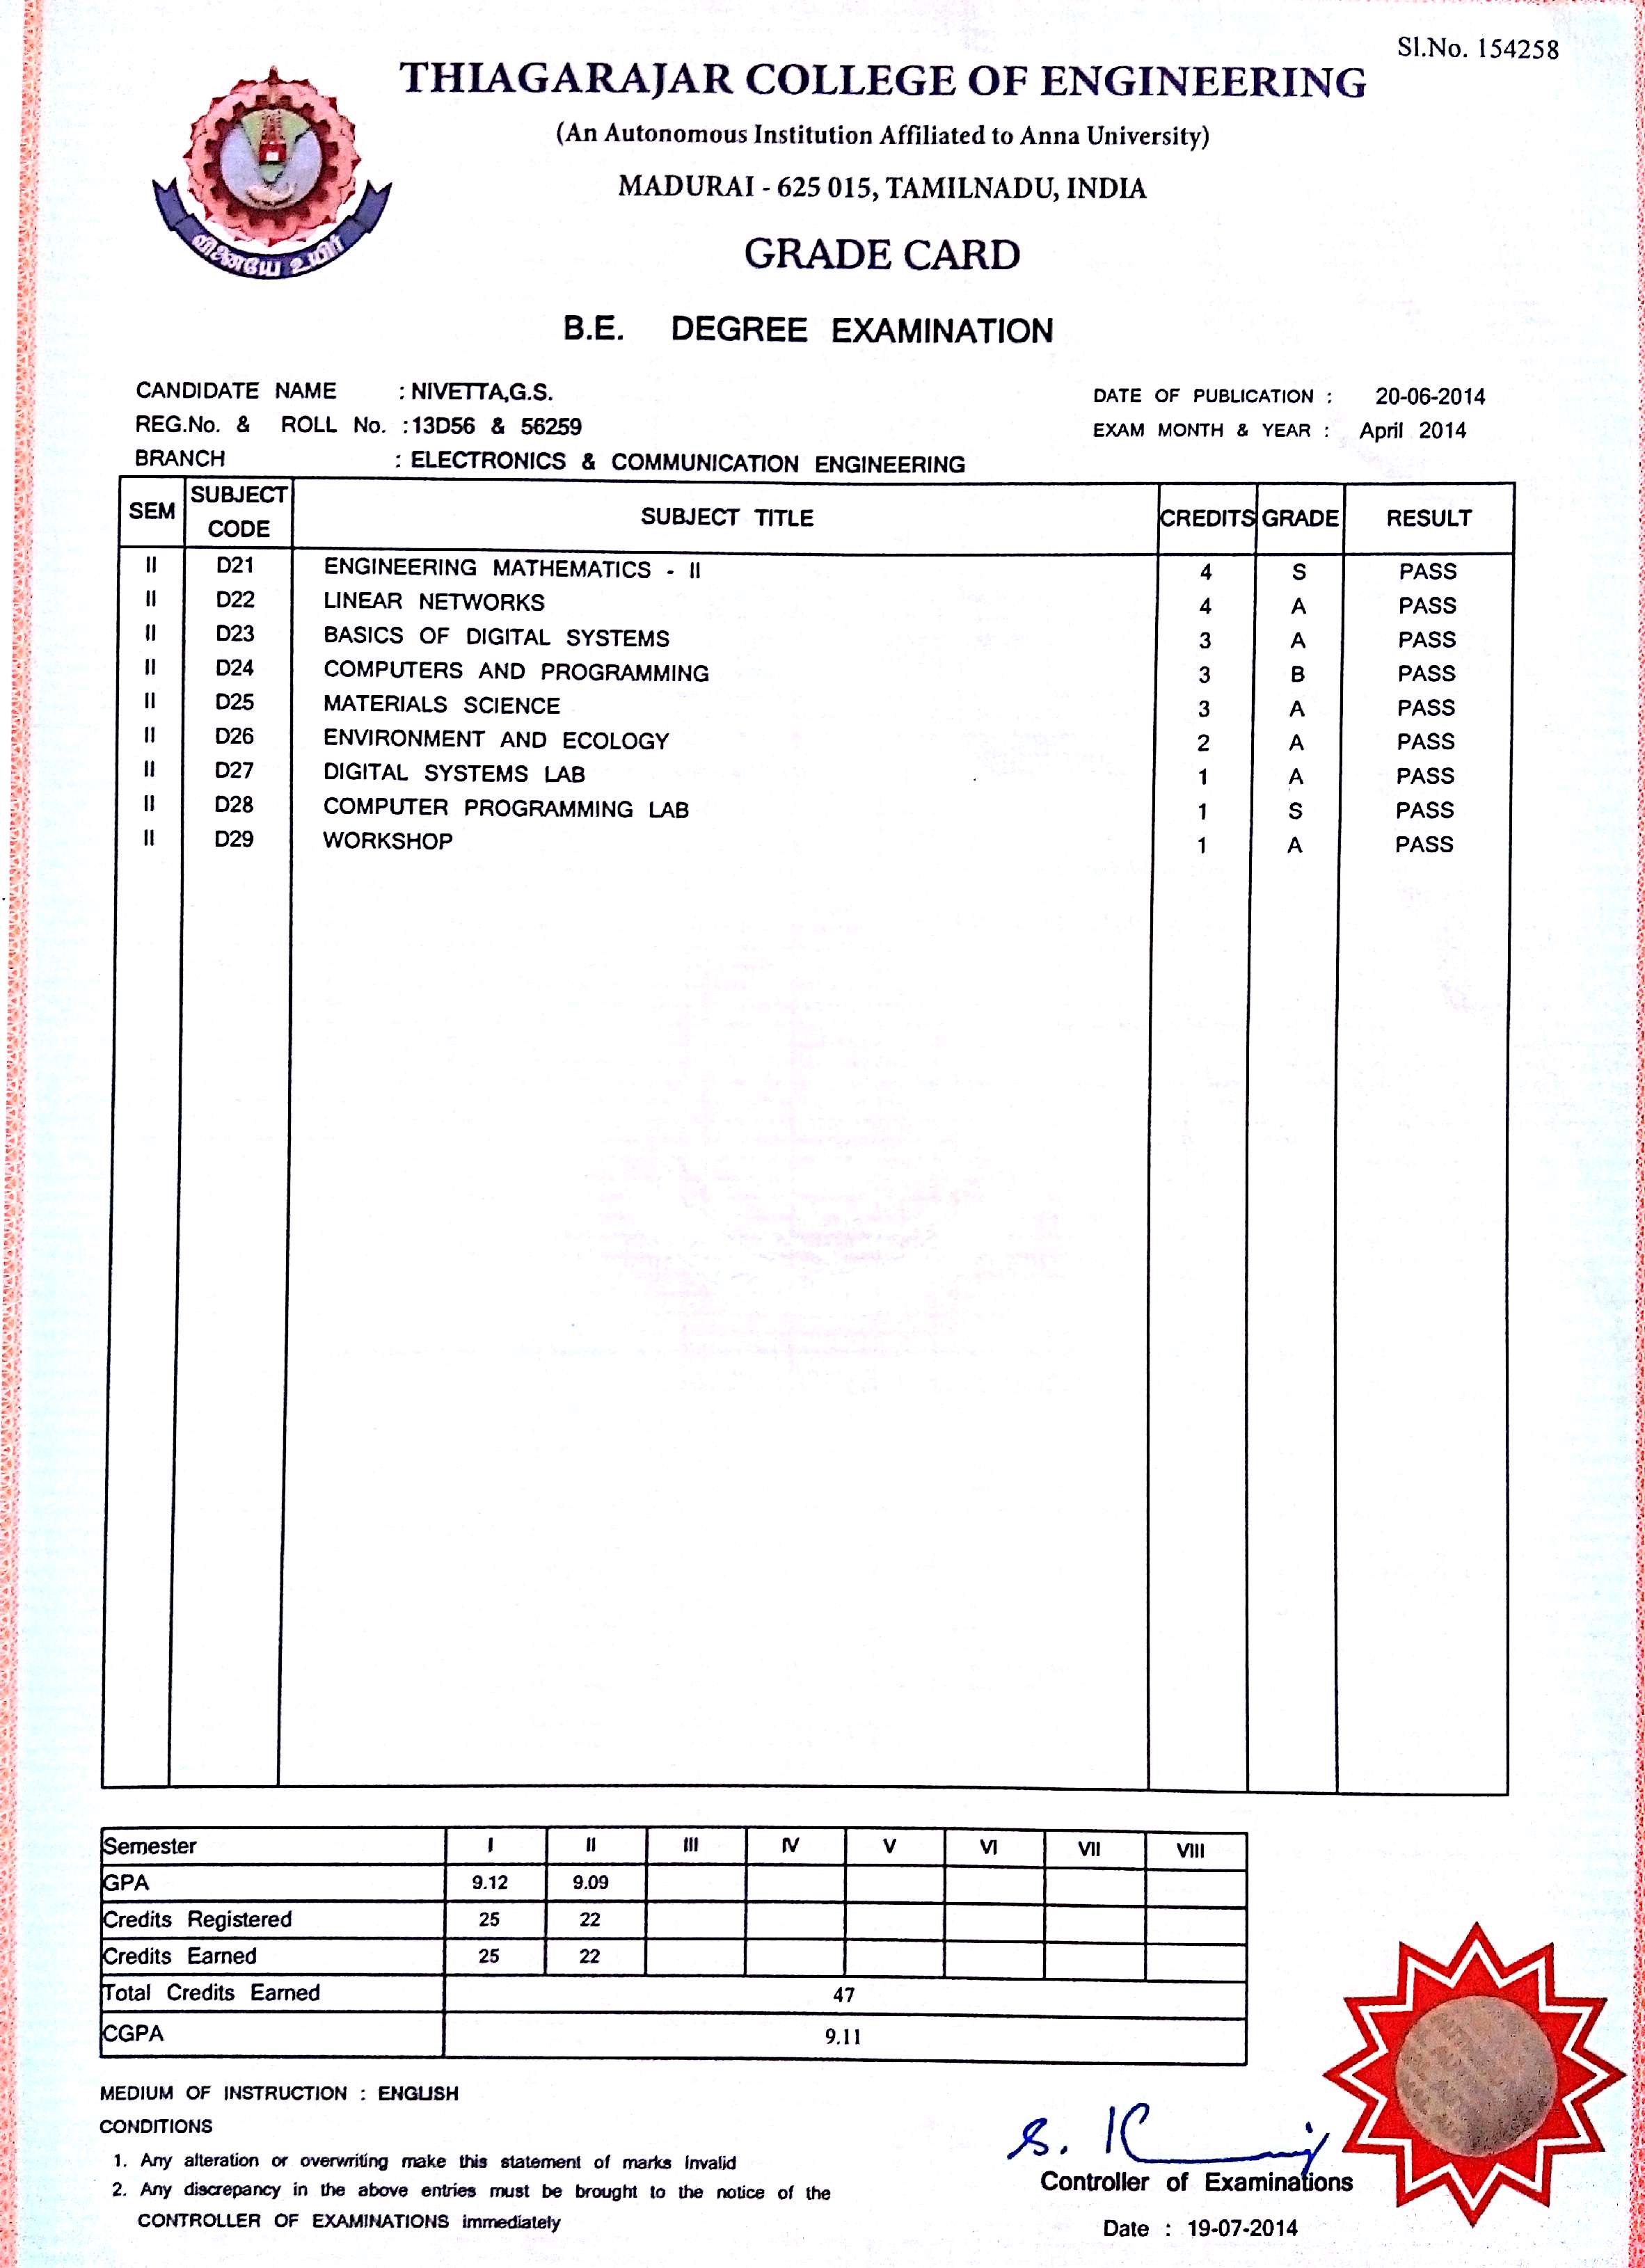 Sl.No. 154258
THIAGARAJAR COLLEGE OF ENGINEERING
(An Autonomous Institution Affiliated to Anna University)
MADURAI - 625 015, TAMILNADU, INDIA
வினையே உயிர்
GRADE CARD
B.E. DEGREE EXAMINATION
CANDIDATE NAME : NIVETTA,G.S. DATE OF PUBLICATION : 20-06-2014
REG.No. & ROLL No. : 13D56 & 56259 EXAM MONTH & YEAR : April 2014
BRANCH : ELECTRONICS & COMMUNICATION ENGINEERING
SEM SUBJECT CODE SUBJECT TITLE CREDITS GRADE RESULT
II D21 ENGINEERING MATHEMATICS - II 4 S PASS
II D22 LINEAR NETWORKS 4 A PASS
II D23 BASICS OF DIGITAL SYSTEMS 3 A PASS
II D24 COMPUTERS AND PROGRAMMING 3 B PASS
II D25 MATERIALS SCIENCE 3 A PASS
II D26 ENVIRONMENT AND ECOLOGY 2 A PASS
II D27 DIGITAL SYSTEMS LAB 1 A PASS
II D28 COMPUTER PROGRAMMING LAB 1 S PASS
II D29 WORKSHOP 1 A PASS
Semester I II III IV V VI VII VIII
GPA 9.12 9.09
Credits Registered 25 22
Credits Earned 25 22
Total Credits Earned 47
CGPA 9.11
MEDIUM OF INSTRUCTION : ENGLISH
CONDITIONS
1. Any alteration or overwriting make this statement of marks invalid
2. Any discrepancy in the above entries must be brought to the notice of the
CONTROLLER OF EXAMINATIONS immediately
Controller of Examinations
Date : 19-07-2014